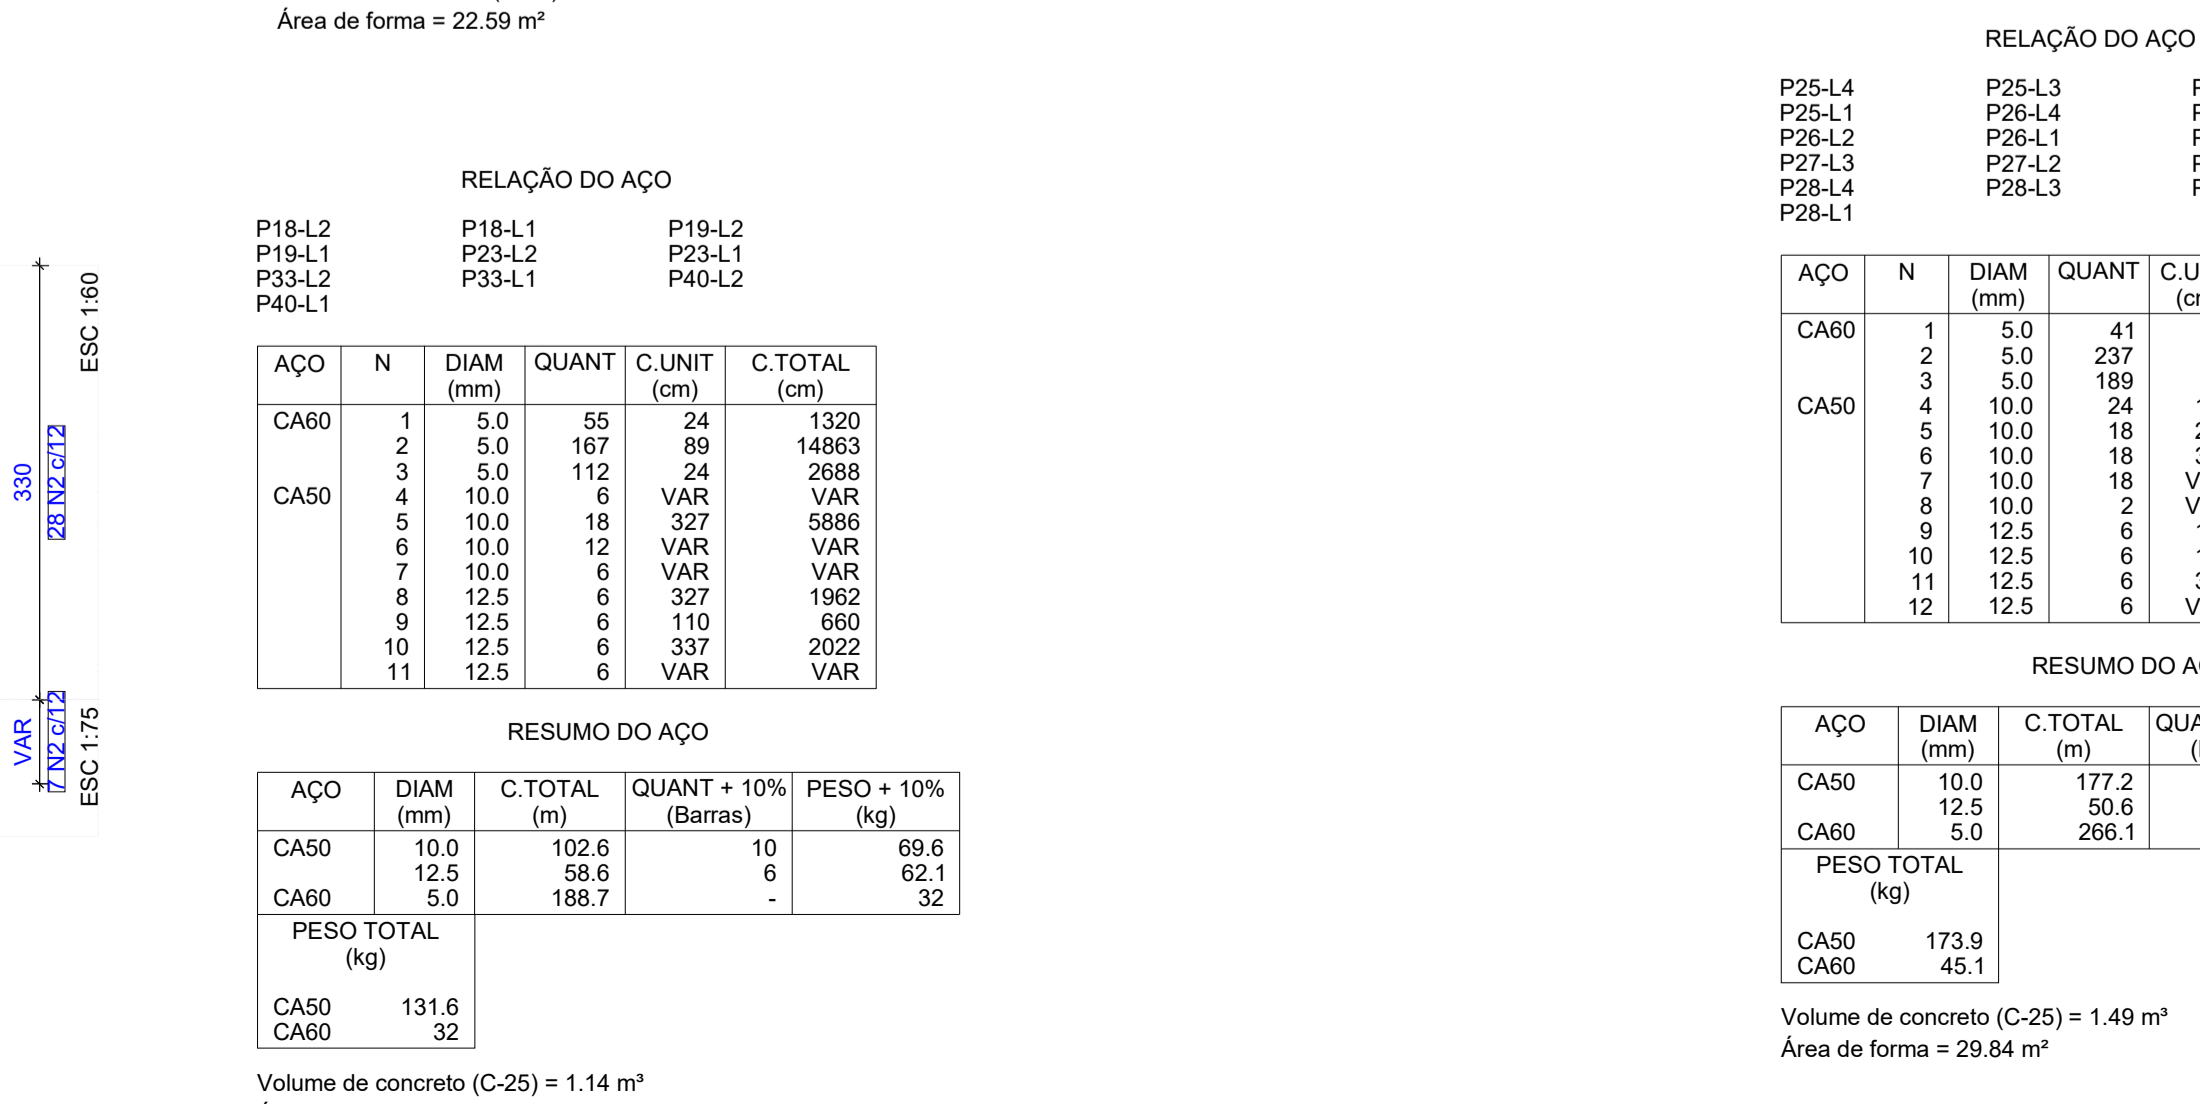 Área de forma = 22.59 m²
330
28 N2 c/12
ESC 1:60
VAR
7 N2 c/12
ESC 1:75
RELAÇÃO DO AÇO
P18-L2 P18-L1 P19-L2
P19-L1 P23-L2 P23-L1
P33-L2 P33-L1 P40-L2
P40-L1
AÇO N DIAM QUANT C.UNIT C.TOTAL
(mm) (cm) (cm)
CA60 1 5.0 55 24 1320
2 5.0 167 89 14863
3 5.0 112 24 2688
CA50 4 10.0 6 VAR VAR
5 10.0 18 327 5886
6 10.0 12 VAR VAR
7 10.0 6 VAR VAR
8 12.5 6 327 1962
9 12.5 6 110 660
10 12.5 6 337 2022
11 12.5 6 VAR VAR
RESUMO DO AÇO
AÇO DIAM C.TOTAL QUANT + 10% PESO + 10%
(mm) (m) (Barras) (kg)
CA50 10.0 102.6 10 69.6
12.5 58.6 6 62.1
CA60 5.0 188.7 - 32
PESO TOTAL
(kg)
CA50 131.6
CA60 32
Volume de concreto (C-25) = 1.14 m³
RELAÇÃO DO AÇO
P25-L4 P25-L3
P25-L1 P26-L4
P26-L2 P26-L1
P27-L3 P27-L2
P28-L4 P28-L3
P28-L1
AÇO N DIAM QUANT
(mm)
CA60 1 5.0 41
2 5.0 237
3 5.0 189
CA50 4 10.0 24
5 10.0 18
6 10.0 18
7 10.0 18
8 10.0 2
9 12.5 6
10 12.5 6
11 12.5 6
12 12.5 6
RESUMO DO
AÇO DIAM C.TOTAL
(mm) (m)
CA50 10.0 177.2
12.5 50.6
CA60 5.0 266.1
PESO TOTAL
(kg)
CA50 173.9
CA60 45.1
Volume de concreto (C-25) = 1.49 m³
Área de forma = 29.84 m²